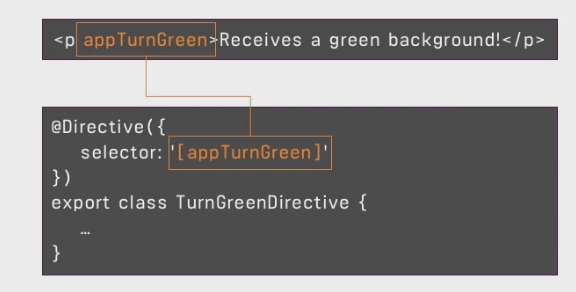 <p appTurnGreen>Receives a green background!</p>
@Directive({
selector: '[appTurnGreen]'
})
export class TurnGreenDirective {
…
}